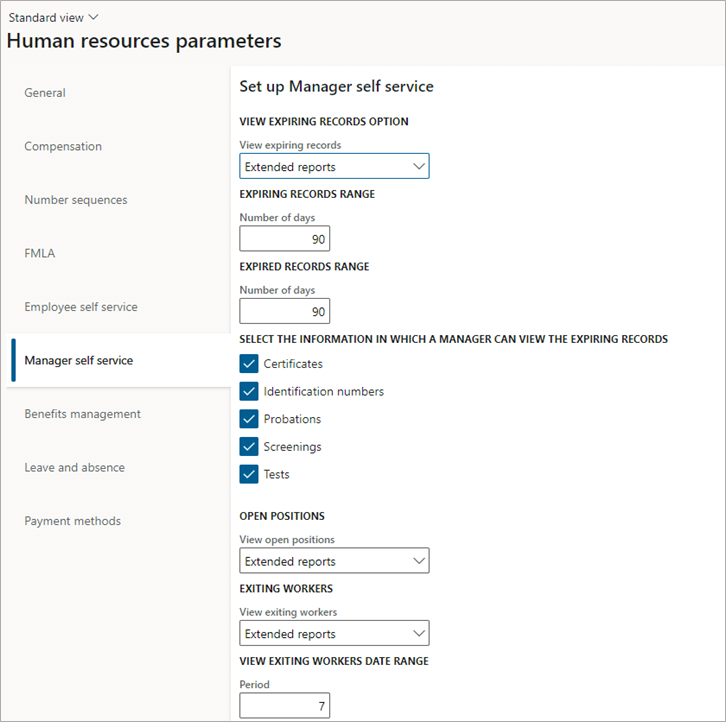 Standard view
Human resources parameters
General
Compensation
Number sequences
FMLA
Employee self service
Manager self service
Benefits management
Leave and absence
Payment methods
Set up Manager self service
VIEW EXPIRING RECORDS OPTION
View expiring records
Extended reports
EXPIRING RECORDS RANGE
Number of days
90
EXPIRED RECORDS RANGE
Number of days
90
SELECT THE INFORMATION IN WHICH A MANAGER CAN VIEW THE EXPIRING RECORDS
Certificates
Identification numbers
Probations
Screenings
Tests
OPEN POSITIONS
View open positions
Extended reports
EXITING WORKERS
View exiting workers
Extended reports
VIEW EXITING WORKERS DATE RANGE
Period
7